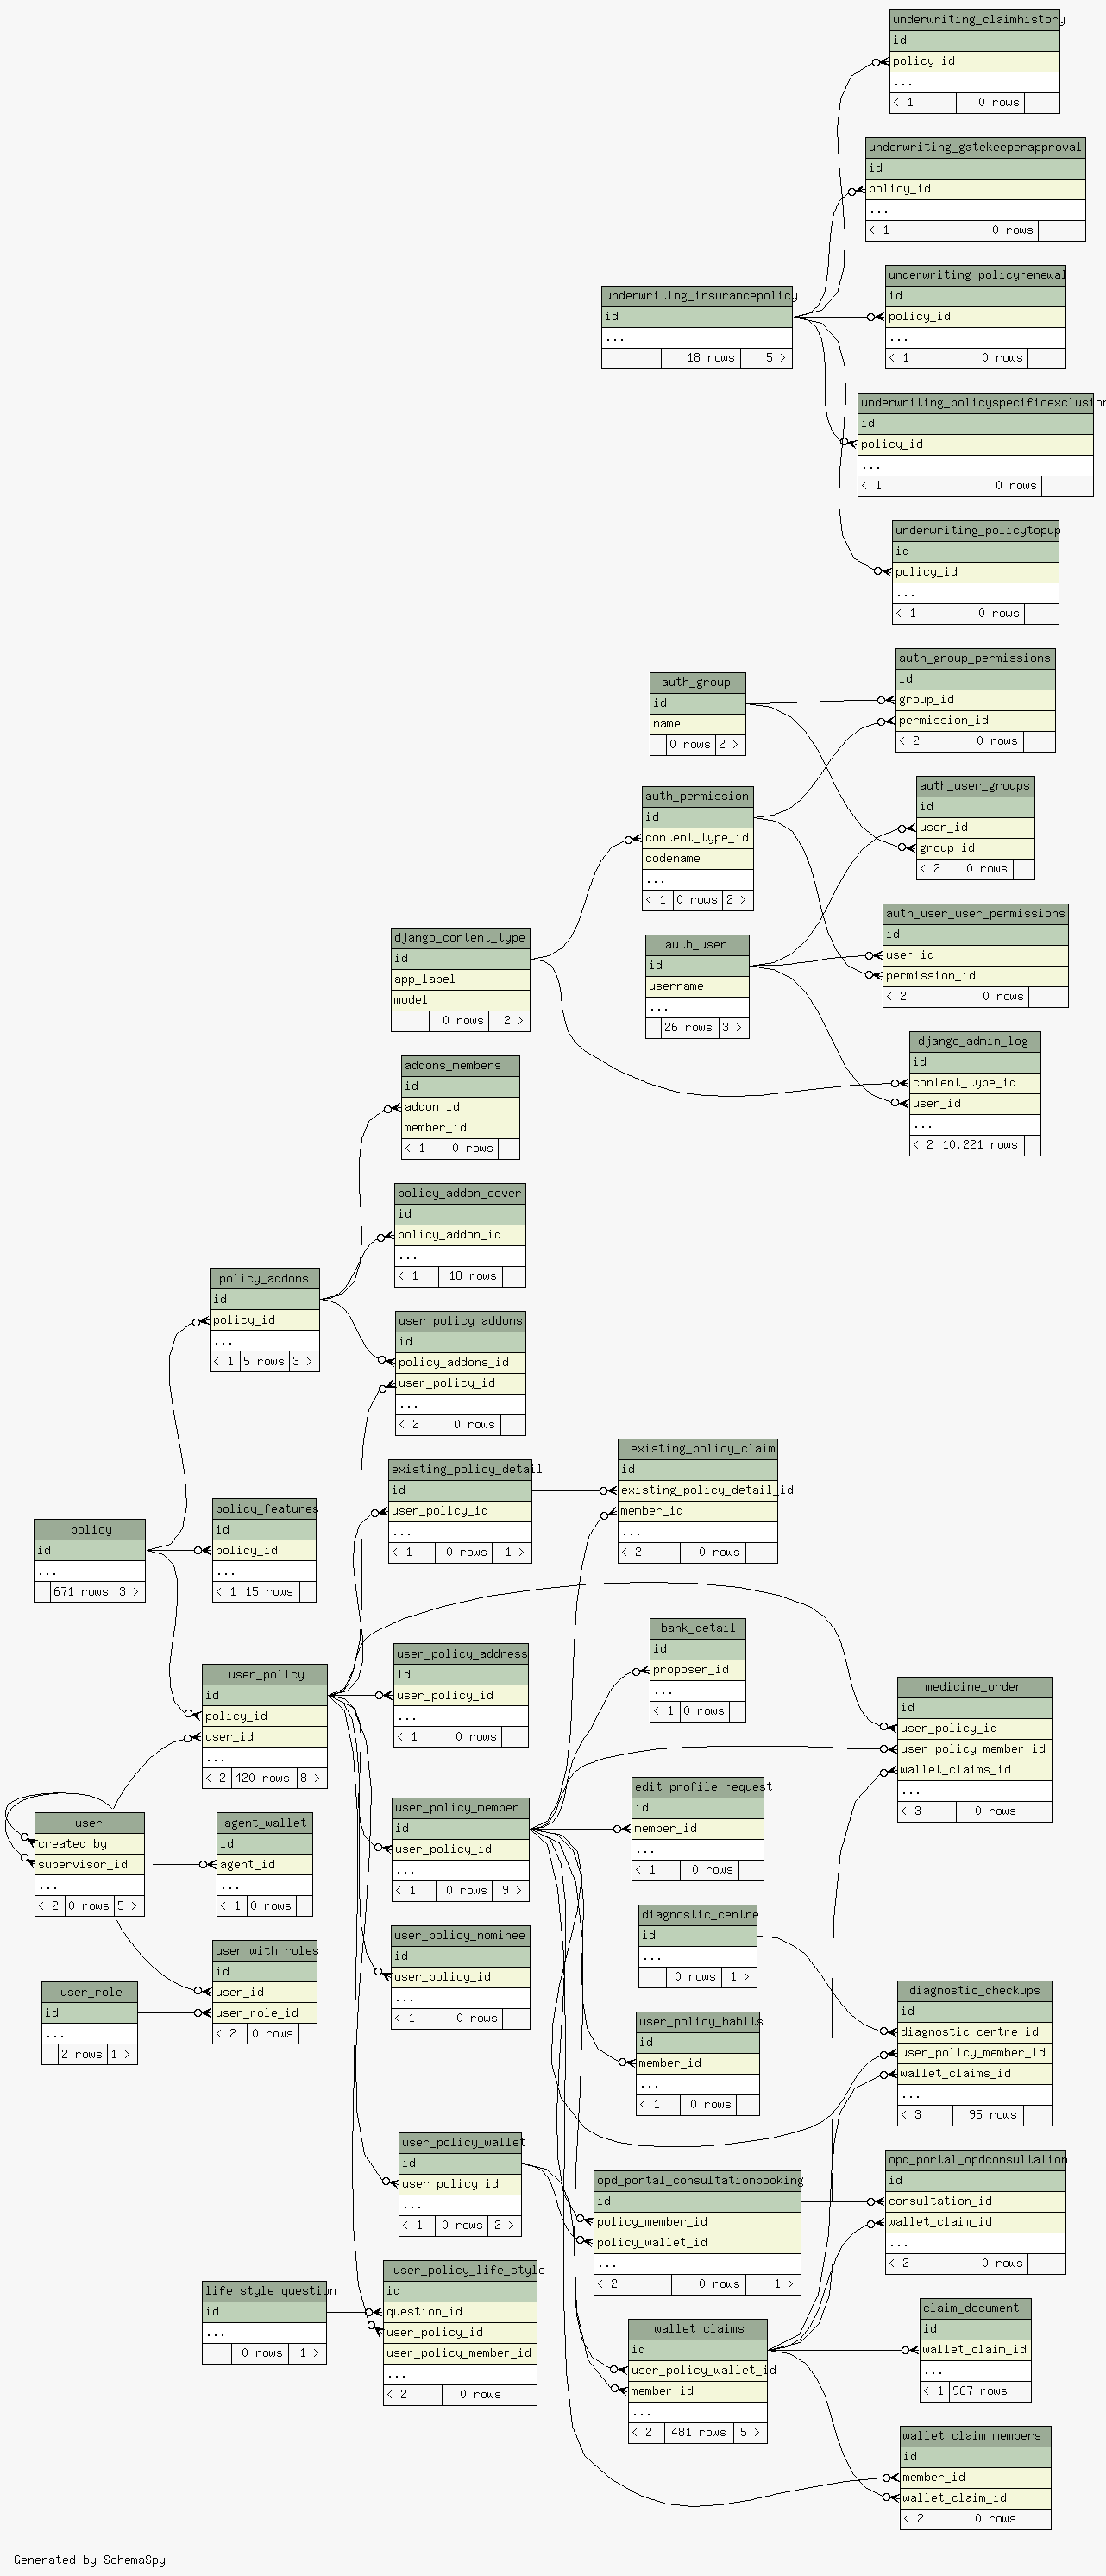 underwriting_claimhistory
id
policy_id
...
< 1 0 rows
underwriting_gatekeeperapproval
id
policy_id
...
< 1 0 rows
underwriting_insurancepolicy
id
...
18 rows 5 >
underwriting_policyrenewal
id
policy_id
...
< 1 0 rows
underwriting_policyspecificexclusion
id
policy_id
...
< 1 0 rows
underwriting_policytopup
id
policy_id
...
< 1 0 rows
auth_group
id
name
0 rows 2 >
auth_group_permissions
id
group_id
permission_id
< 2 0 rows
auth_permission
id
content_type_id
codename
...
< 1 0 rows 2 >
auth_user_groups
id
user_id
group_id
< 2 0 rows
django_content_type
id
app_label
model
0 rows 2 >
auth_user
id
username
...
26 rows 3 >
auth_user_user_permissions
id
user_id
permission_id
< 2 0 rows
django_admin_log
id
content_type_id
user_id
...
< 2 10,221 rows
addons_members
id
addon_id
member_id
< 1 0 rows
policy_addon_cover
id
policy_addon_id
...
< 1 18 rows
policy_addons
id
policy_id
...
< 1 5 rows 3 >
user_policy_addons
id
policy_addons_id
user_policy_id
...
< 2 0 rows
existing_policy_detail
id
user_policy_id
...
< 1 0 rows 1 >
existing_policy_claim
id
existing_policy_detail_id
member_id
...
< 2 0 rows
policy
id
...
671 rows 3 >
policy_features
id
policy_id
...
< 1 15 rows
user_policy
id
policy_id
user_id
...
< 2 420 rows 8 >
user_policy_address
id
user_policy_id
...
< 1 0 rows
bank_detail
id
proposer_id
...
< 1 0 rows
medicine_order
id
user_policy_id
user_policy_member_id
wallet_claims_id
...
< 3 0 rows
user
created_by
supervisor_id
...
< 2 0 rows 5 >
agent_wallet
id
agent_id
...
< 1 0 rows
user_policy_member
id
user_policy_id
...
< 1 0 rows 9 >
edit_profile_request
id
member_id
...
< 1 0 rows
user_with_roles
id
user_id
user_role_id
< 2 0 rows
user_role
id
...
2 rows 1 >
user_policy_nominee
id
user_policy_id
...
< 1 0 rows
diagnostic_centre
id
...
0 rows 1 >
user_policy_habits
id
member_id
...
< 1 0 rows
diagnostic_checkups
id
diagnostic_centre_id
user_policy_member_id
wallet_claims_id
...
< 3 95 rows
user_policy_wallet
id
user_policy_id
...
< 1 0 rows 2 >
opd_portal_consultationbooking
id
policy_member_id
policy_wallet_id
...
< 2 0 rows 1 >
opd_portal_opdconsultation
id
consultation_id
wallet_claim_id
...
< 2 0 rows
life_style_question
id
...
0 rows 1 >
user_policy_life_style
id
question_id
user_policy_id
user_policy_member_id
...
< 2 0 rows
wallet_claims
id
user_policy_wallet_id
member_id
...
< 2 481 rows 5 >
claim_document
id
wallet_claim_id
...
< 1 967 rows
wallet_claim_members
id
member_id
wallet_claim_id
< 2 0 rows
Generated by SchemaSpy